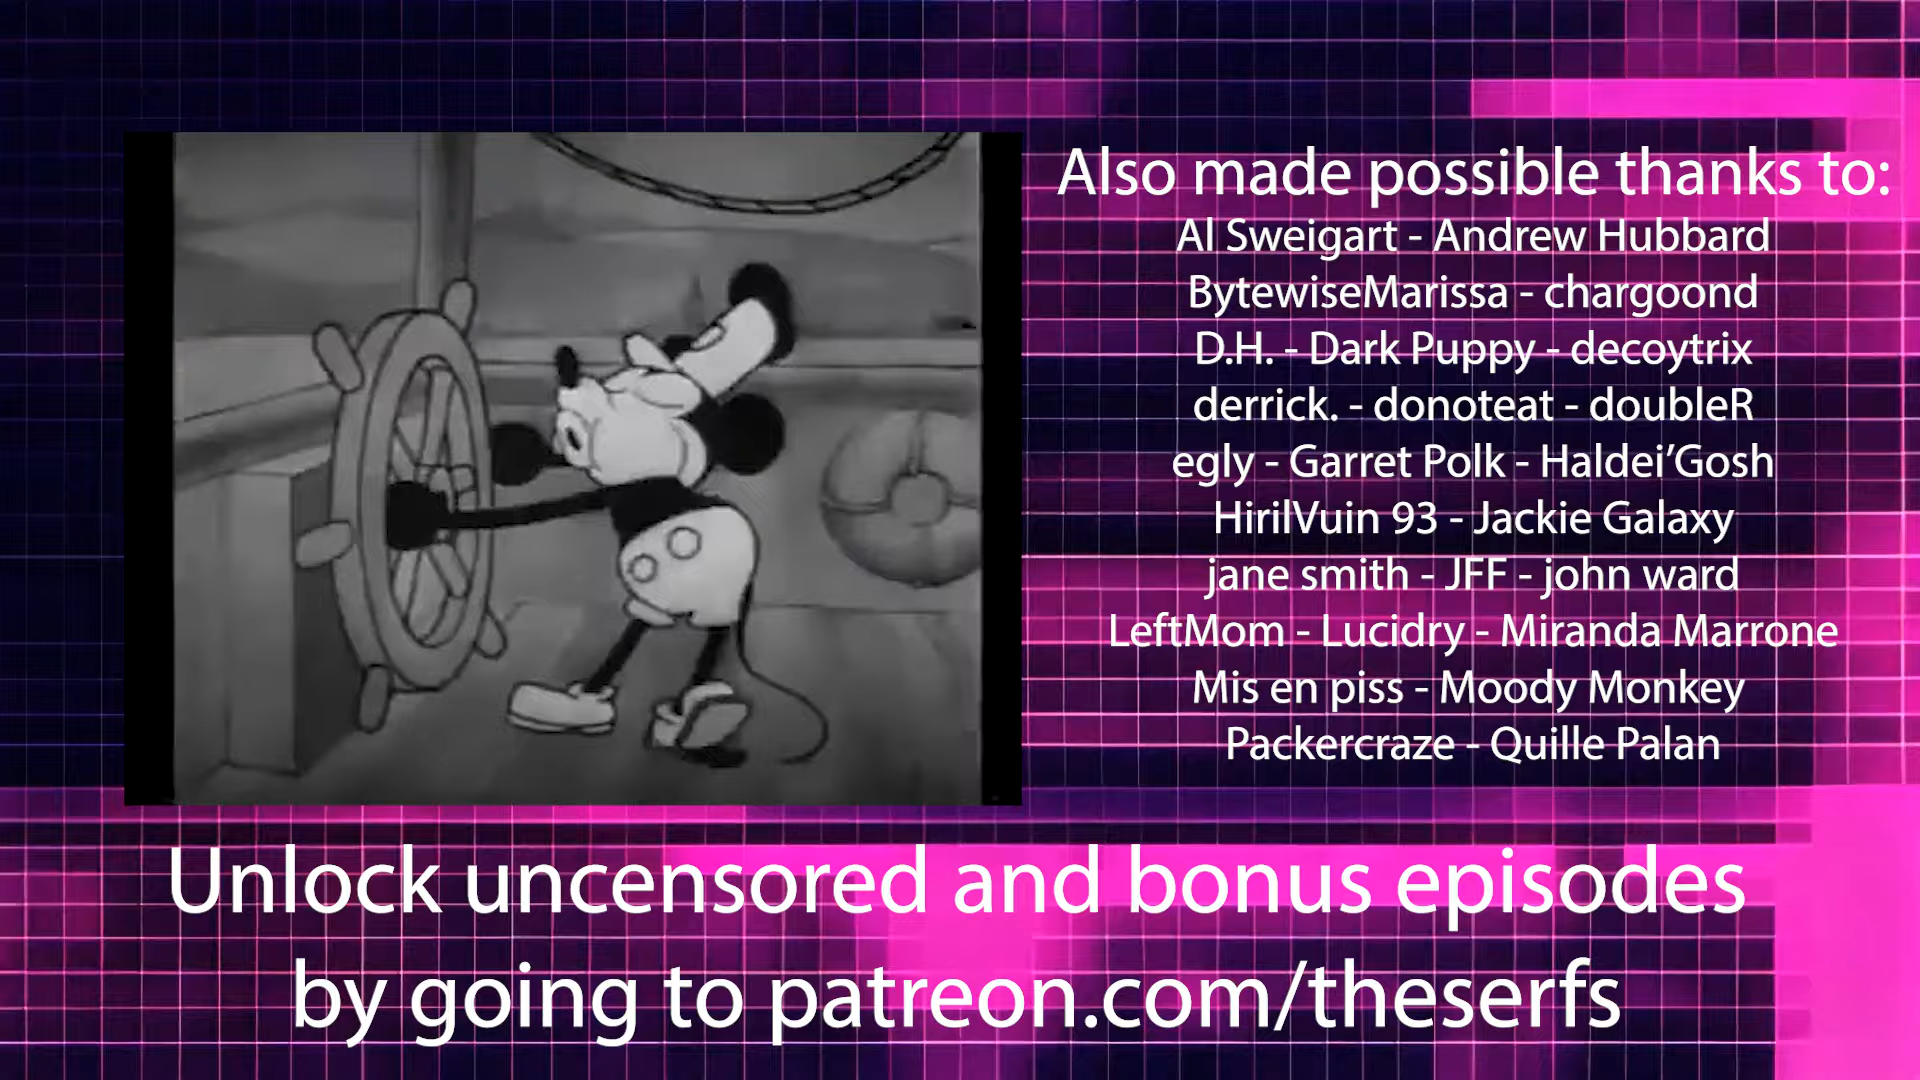 Also made possible thanks to:
Al Sweigart - Andrew Hubbard
BytewiseMarissa - chargoond
D.H. - Dark Puppy - decoytrix
derrick. - donoteat - doubleR
egly - Garret Polk - Haldei’Gosh
HirilVuin 93 - Jackie Galaxy
jane smith - JFF - john ward
LeftMom - Lucidry - Miranda Marrone
Mis en piss - Moody Monkey
Packercraze - Quille Palan
Unlock uncensored and bonus episodes
by going to patreon.com/theserfs